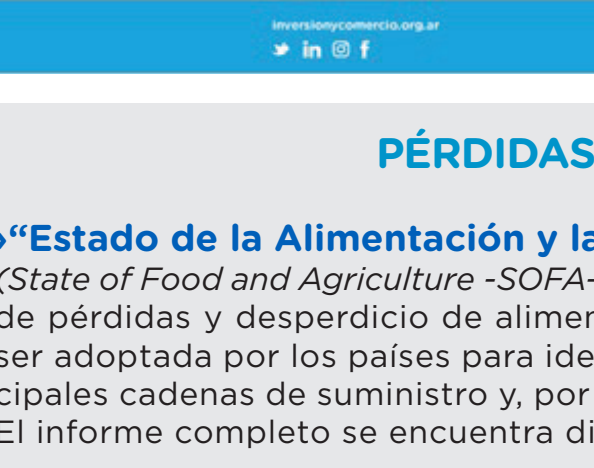 inversionycomercio.org.ar
PÉRDIDAS
“Estado de la Alimentación y la
(State of Food and Agriculture -SOFA-
de pérdidas y desperdicio de alimen
ser adoptada por los países para ide
cipales cadenas de suministro y, por
El informe completo se encuentra di